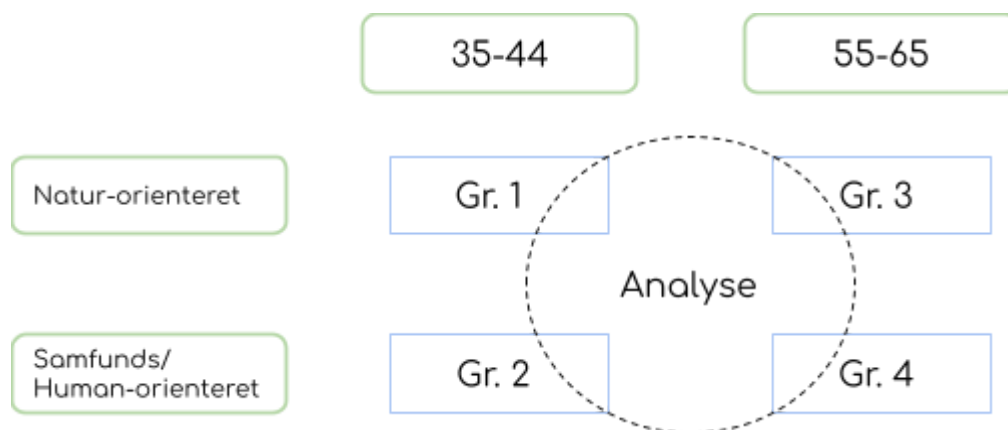 35-44
55-65
Natur-orienteret
Gr. 1
Gr. 3
Analyse
Samfunds/
Human-orienteret
Gr. 2
Gr. 4